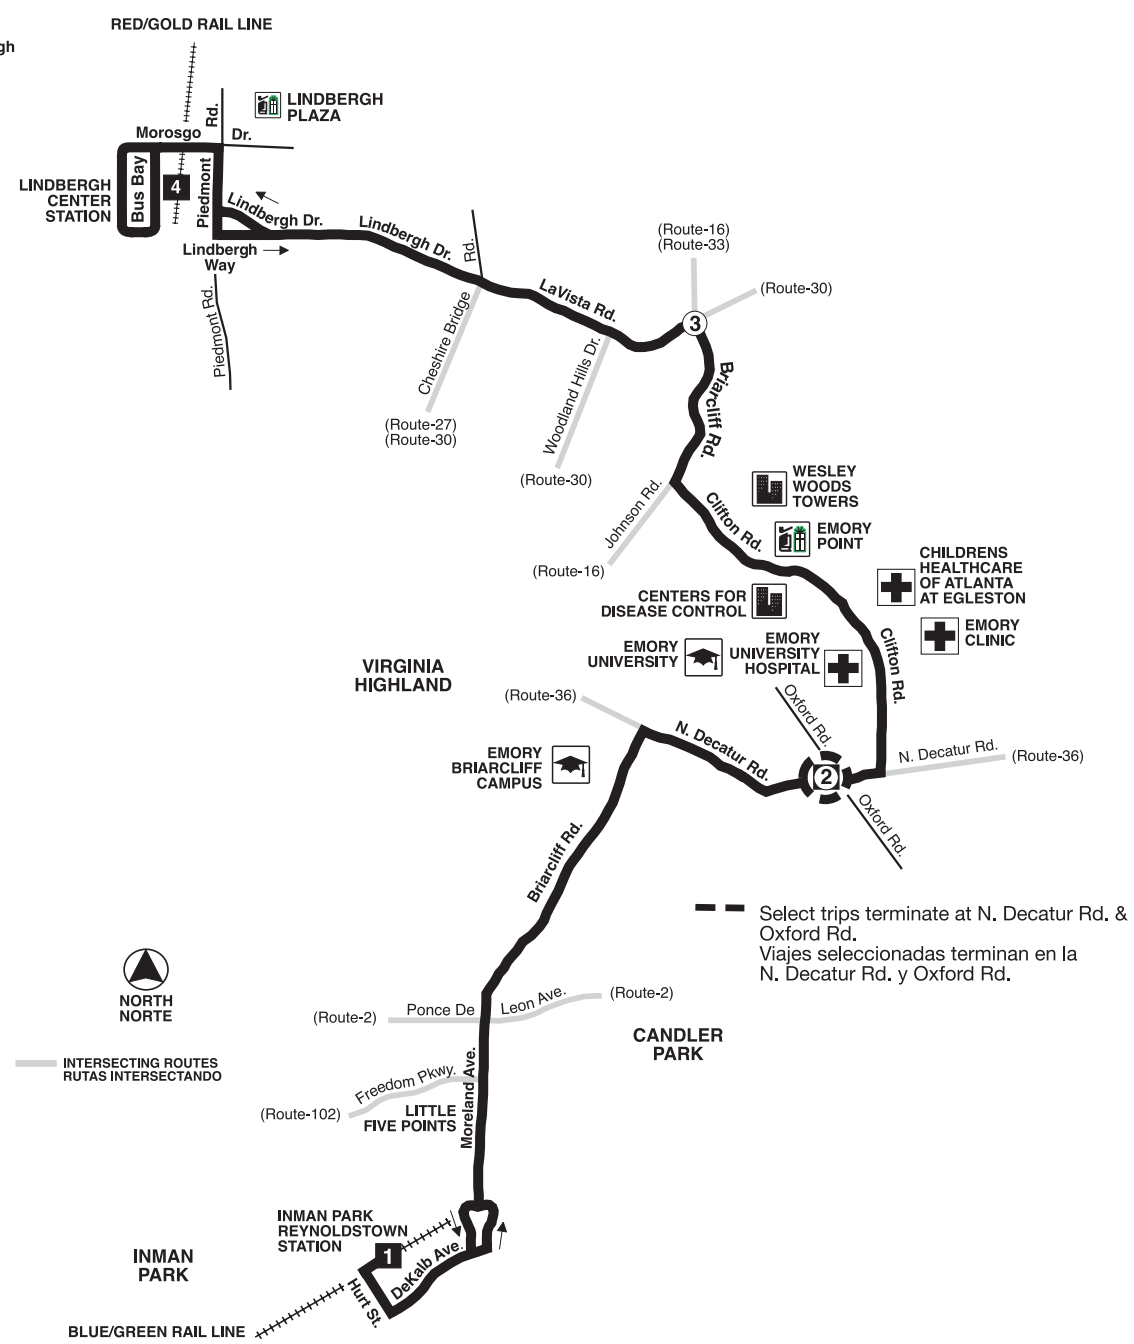 RED/GOLD RAIL LINE
gh
LINDBERGH
PLAZA
Rd.
Morosgo
Dr.
LINDBERGH
CENTER
STATION
Bus Bay
4
Piedmont
Lindbergh Dr.
Lindbergh
Way
Piedmont Rd.
Lindbergh Dr.
Rd.
Cheshire Bridge
(Route-27)
(Route-30)
LaVista Rd.
Woodland Hills Dr.
(Route-30)
(Route-16)
(Route-33)
(Route-30)
3
Briarcliff Rd.
Johnson Rd.
(Route-16)
Clifton Rd.
WESLEY
WOODS
TOWERS
EMORY
POINT
CHILDRENS
HEALTHCARE
OF ATLANTA
AT EGLESTON
CENTERS FOR
DISEASE CONTROL
EMORY
CLINIC
EMORY
UNIVERSITY
EMORY
UNIVERSITY
HOSPITAL
Clifton Rd.
VIRGINIA
HIGHLAND
(Route-36)
N. Decatur Rd.
Oxford Rd.
2
N. Decatur Rd.
(Route-36)
Oxford Rd.
EMORY
BRIARCLIFF
CAMPUS
Briarcliff Rd.
Select trips terminate at N. Decatur Rd. &
Oxford Rd.
Viajes seleccionadas terminan en la
N. Decatur Rd. y Oxford Rd.
NORTH
NORTE
(Route-2)
Ponce De
Leon Ave.
(Route-2)
CANDLER
PARK
INTERSECTING ROUTES
RUTAS INTERSECTANDO
Freedom Pkwy.
(Route-102)
LITTLE
FIVE POINTS
Moreland Ave.
INMAN PARK
REYNOLDSTOWN
STATION
1
INMAN
PARK
DeKalb Ave.
Hurt St.
BLUE/GREEN RAIL LINE